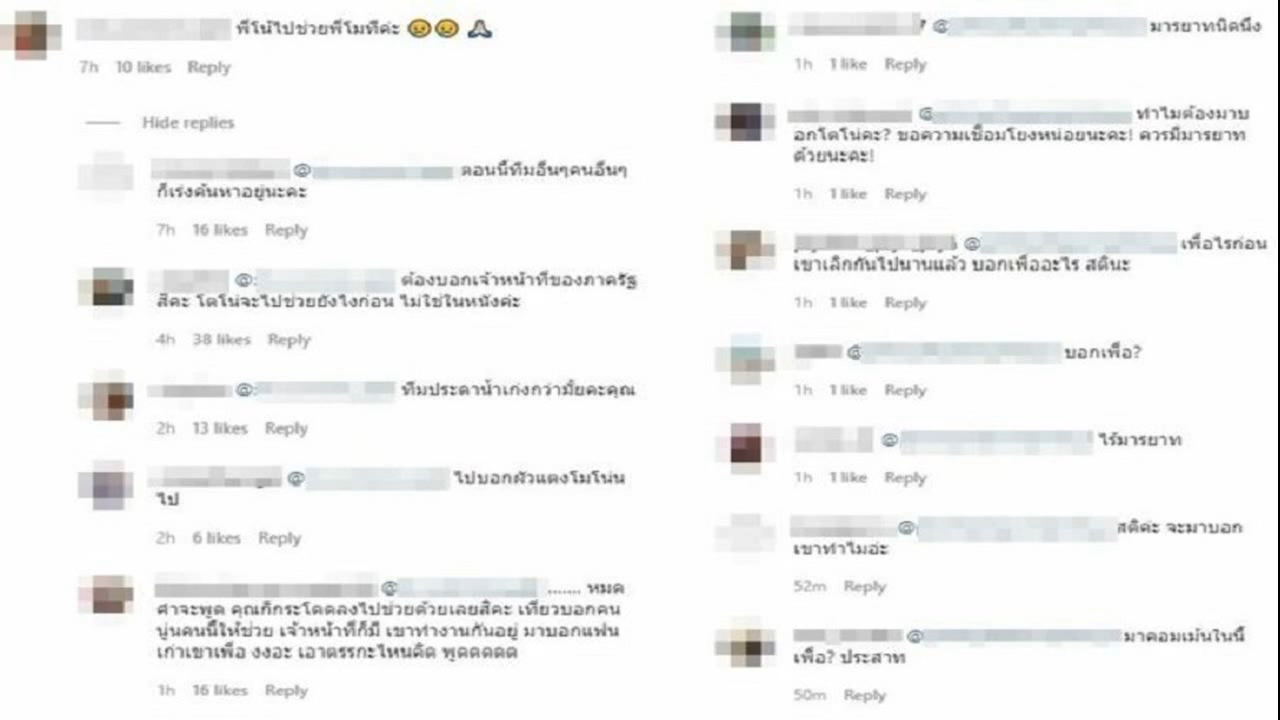 พี่โน่ไปช่วยพี่โมทีค่ะ
7h 10 likes Reply
Hide replies
@ ตอนนี้ทีมอื่นๆคนอื่นๆ
ก็เร่งค้นหาอยู่นะคะ
7h 16 likes Reply
@ ต้องบอกเจ้าหน้าที่ของภาครัฐ
สิคะ โตโน่จะไปช่วยยังไงก่อน ไม่ใช่ในหนังค่ะ
4h 38 likes Reply
@ ทีมประดาน้ำเก่งกว่ามั้ยคะคุณ
2h 13 likes Reply
@ ไปบอกผัวแตงโมโน่น
ไป
2h 6 likes Reply
@ ....... หมด
คำจะพูด คุณก็กระโดดลงไปช่วยด้วยเลยสิคะ เที่ยวบอกคน
นู่นคนนี้ให้ช่วย เจ้าหน้าที่ก็มี เขาทำงานกันอยู่ มาบอกแฟน
เก่าเขาเพื่อ งงอะ เอาตรรกะไหนคิด พูดดดดด
1h 16 likes Reply
@ มารยาทนิดนึง
1h 1 like Reply
@ ทำไมต้องมาบ
อกโตโน่คะ? ขอความเชื่อมโยงหน่อยนะคะ! ควรมีมารยาท
ด้วยนะคะ!
1h 1 like Reply
@ เพื่อไรก่อน
เขาเลิกกันไปนานแล้ว บอกเพื่ออะไร สตินะ
1h 1 like Reply
@ บอกเพื่อ?
1h 1 like Reply
@ ไร้มารยาท
1h 1 like Reply
@ สติค่ะ จะมาบอก
เขาทำไมอ่ะ
52m Reply
@ มาคอมเม้นในนี้
เพื่อ? ประสาท
50m Reply